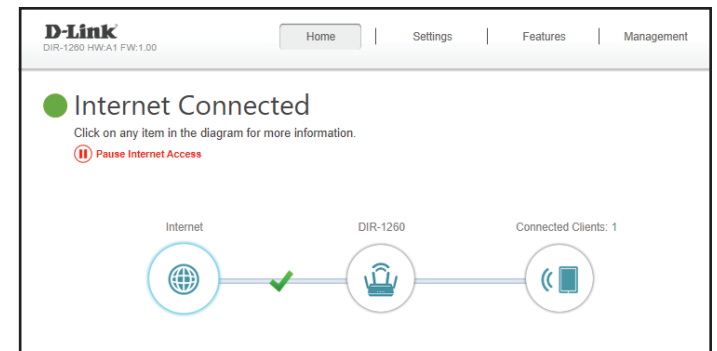 D-Link
DIR-1260 HW:A1 FW:1.00
Home | Settings | Features | Management
Internet Connected
Click on any item in the diagram for more information.
Pause Internet Access
Internet DIR-1260 Connected Clients: 1